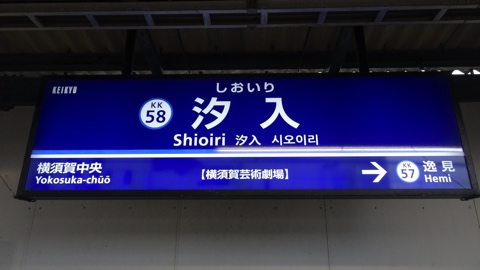 KEIKYU
しおいり
KK
58
汐入
Shioiri 汐入 시오이리
横須賀中央
Yokosuka-chūō
【横須賀芸術劇場】
→
KK
57
逸見
Hemi